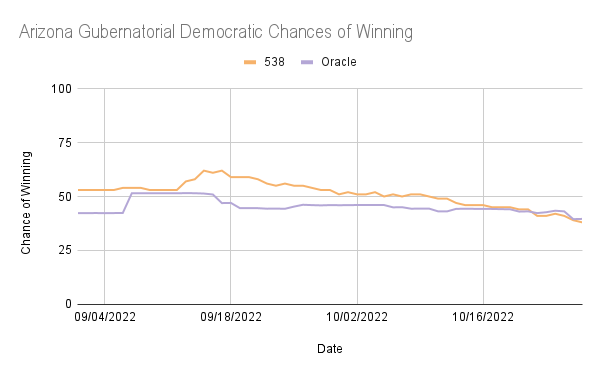 Arizona Gubernatorial Democratic Chances of Winning
538 Oracle
100
75
50
25
0
Chance of Winning
09/04/2022 09/18/2022 10/02/2022 10/16/2022
Date